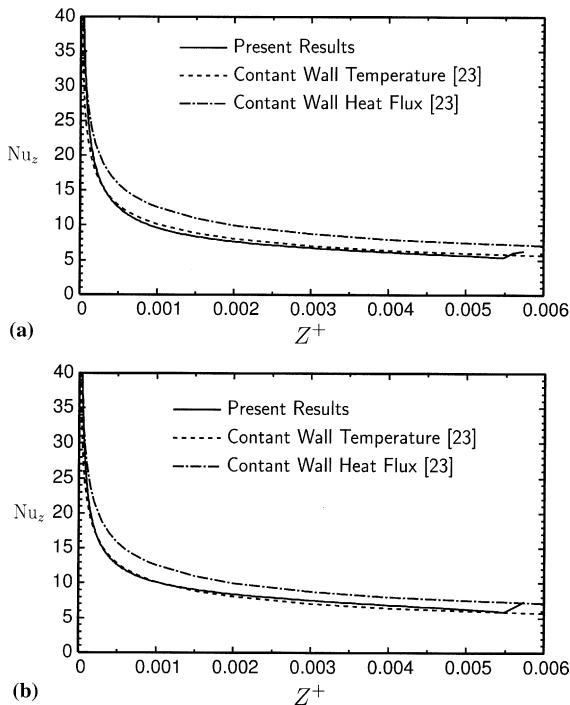 40
35
30
25
20
15
10
5
0
Nu_z
Present Results
Contant Wall Temperature [23]
Contant Wall Heat Flux [23]
0 0.001 0.002 0.003 0.004 0.005 0.006
Z^+
(a)
40
35
30
25
20
15
10
5
0
Nu_z
Present Results
Contant Wall Temperature [23]
Contant Wall Heat Flux [23]
0 0.001 0.002 0.003 0.004 0.005 0.006
Z^+
(b)